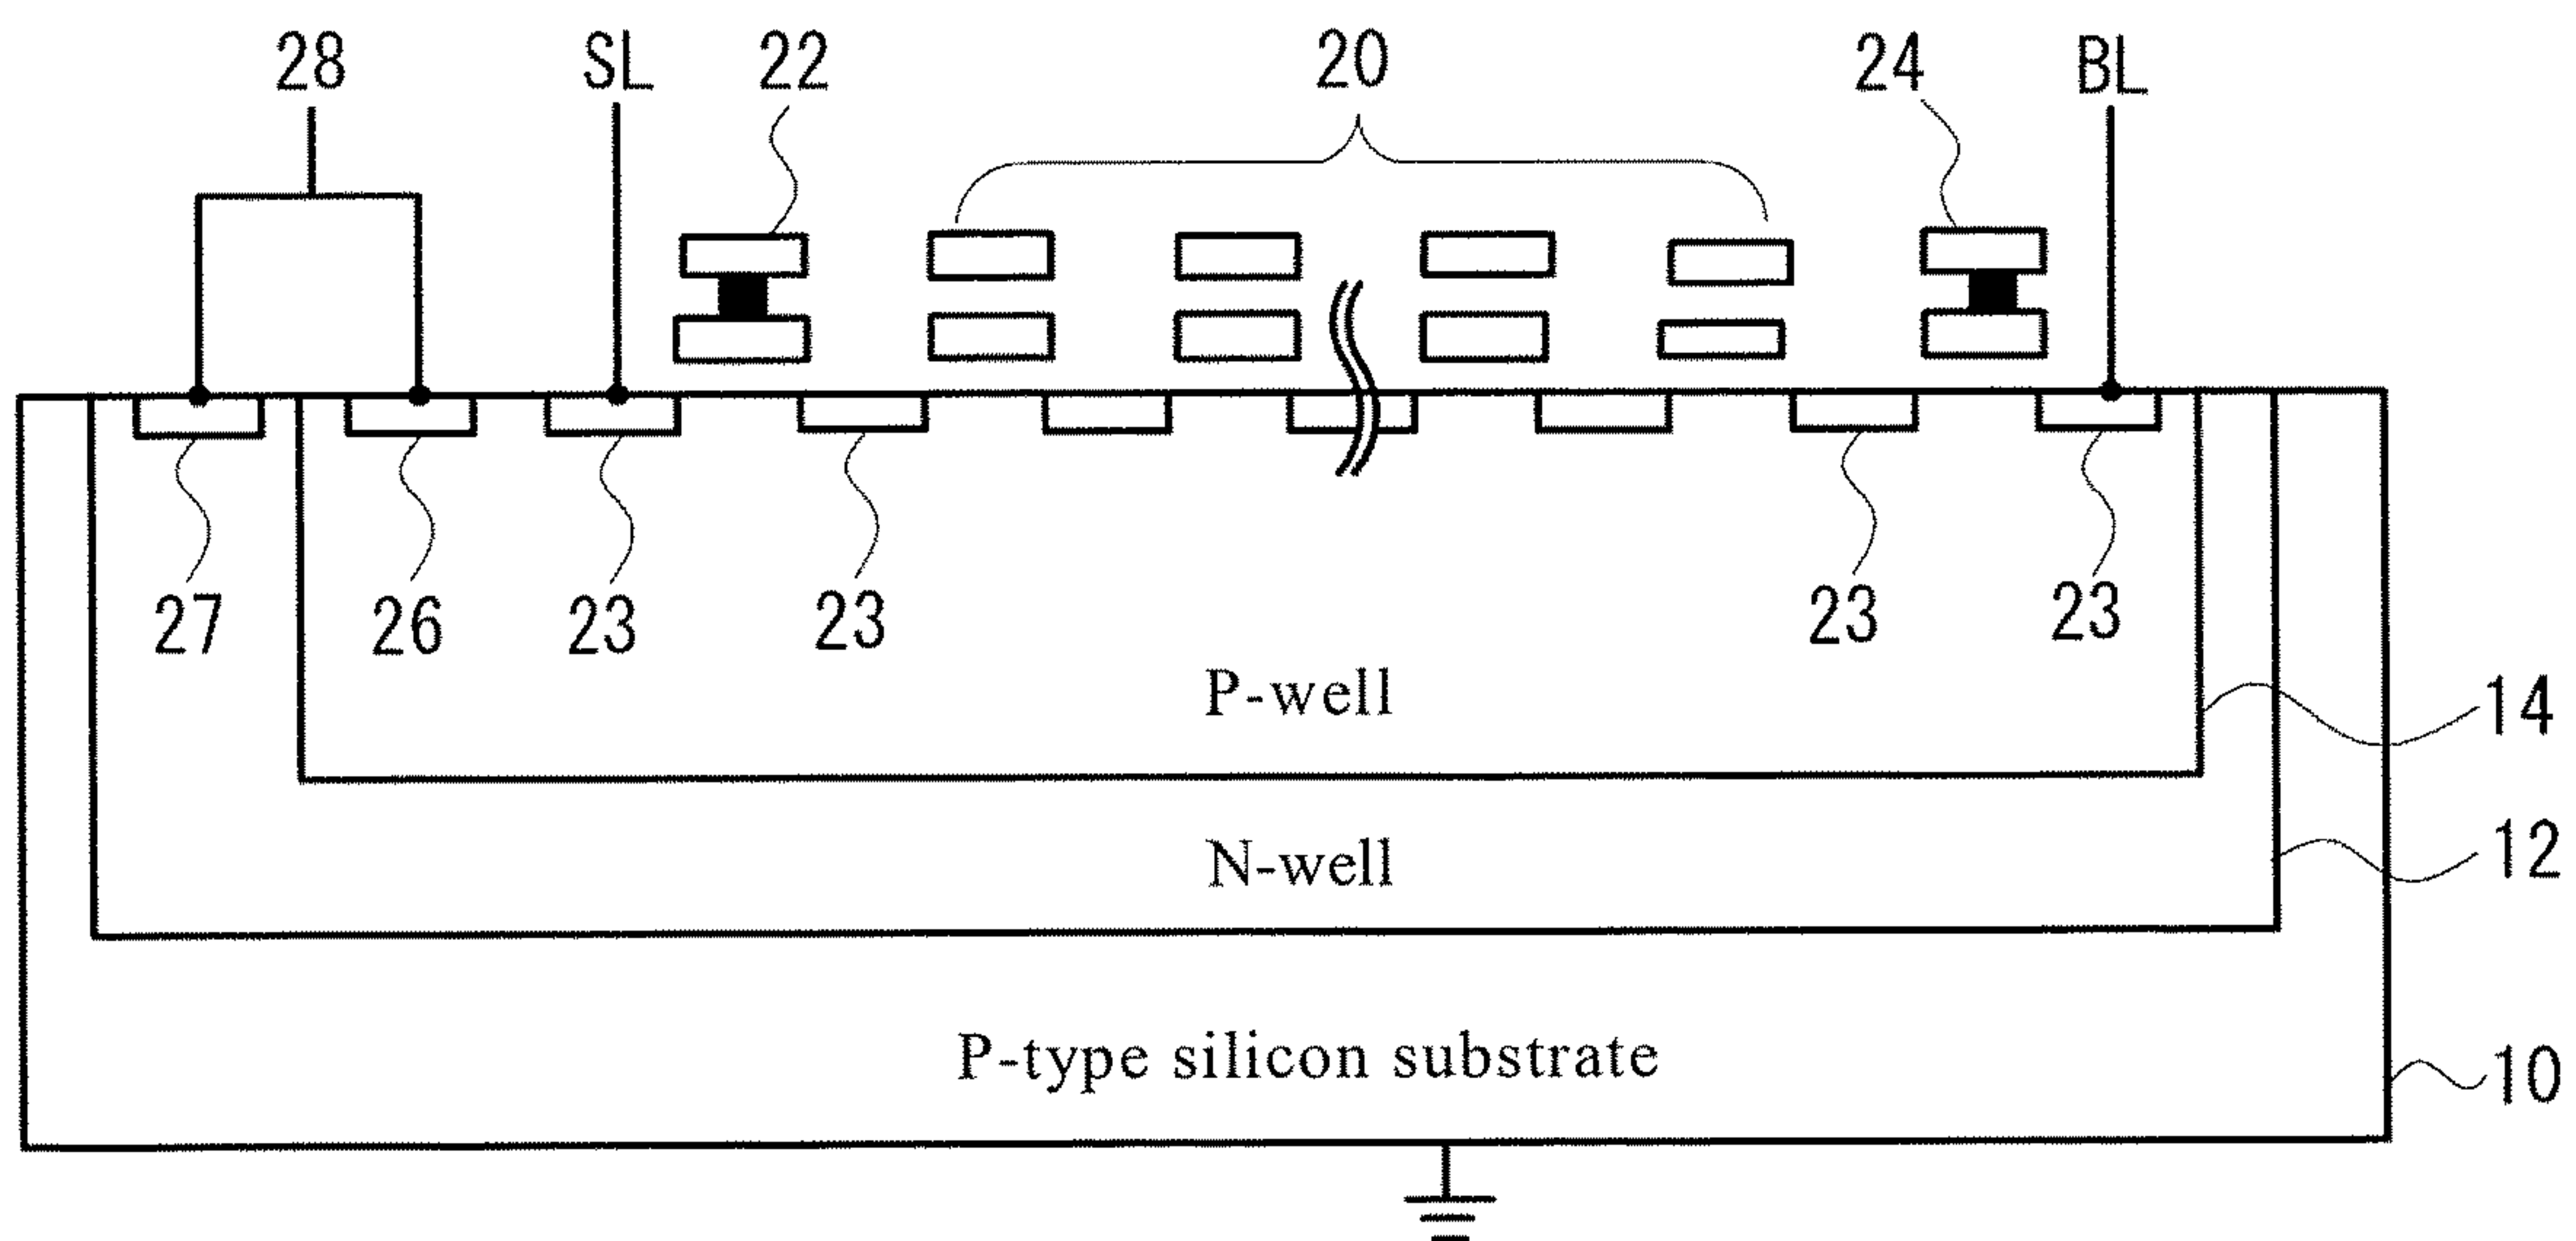 28 SL 22 20 24 BL
27 26 23 23 23 23
P-well
14
N-well
12
P-type silicon substrate
10